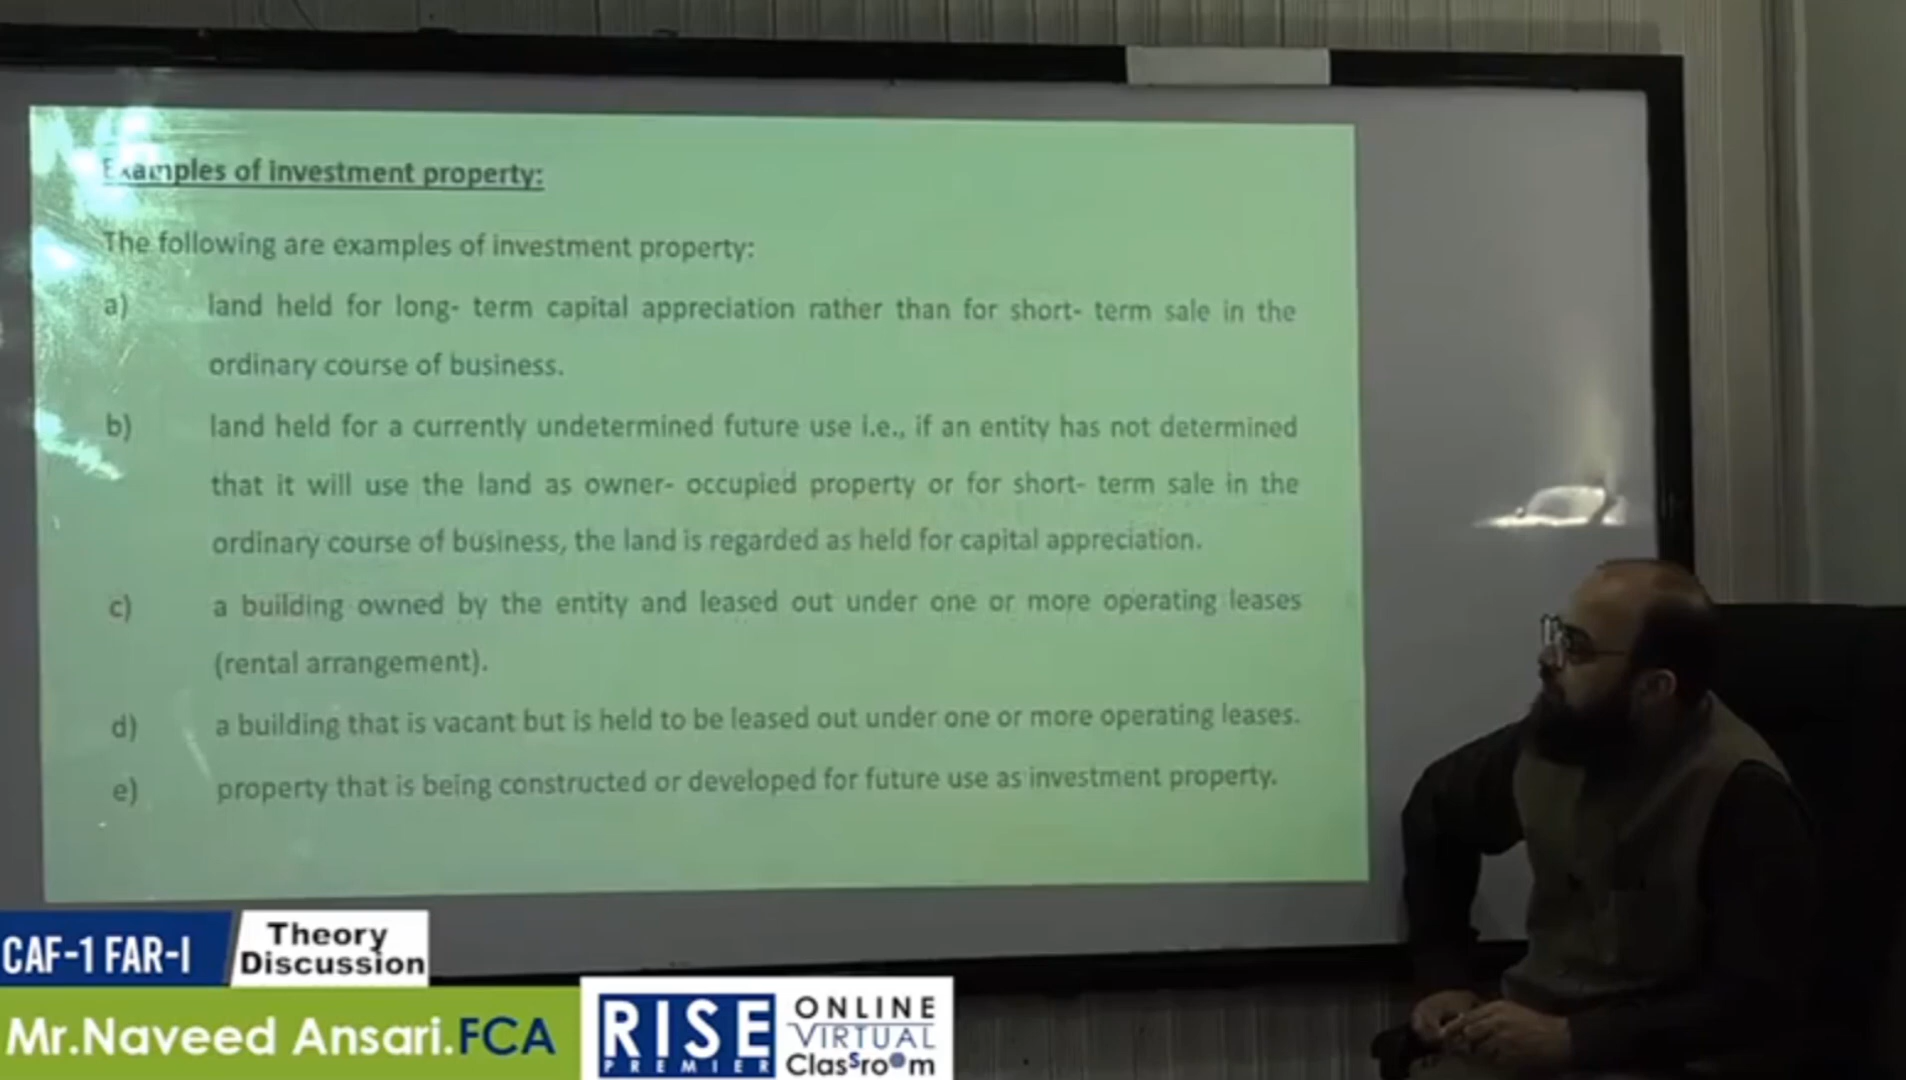 Examples of investment property:
The following are examples of investment property:
a) land held for long- term capital appreciation rather than for short- term sale in the
ordinary course of business.
b) land held for a currently undetermined future use i.e., if an entity has not determined
that it will use the land as owner- occupied property or for short- term sale in the
ordinary course of business, the land is regarded as held for capital appreciation.
c) a building owned by the entity and leased out under one or more operating leases
(rental arrangement).
d) a building that is vacant but is held to be leased out under one or more operating leases.
e) property that is being constructed or developed for future use as investment property.
CAF-1 FAR-I
Theory
Discussion
Mr.Naveed Ansari.FCA
RISE
PREMIER
ONLINE
VIRTUAL
Classroom